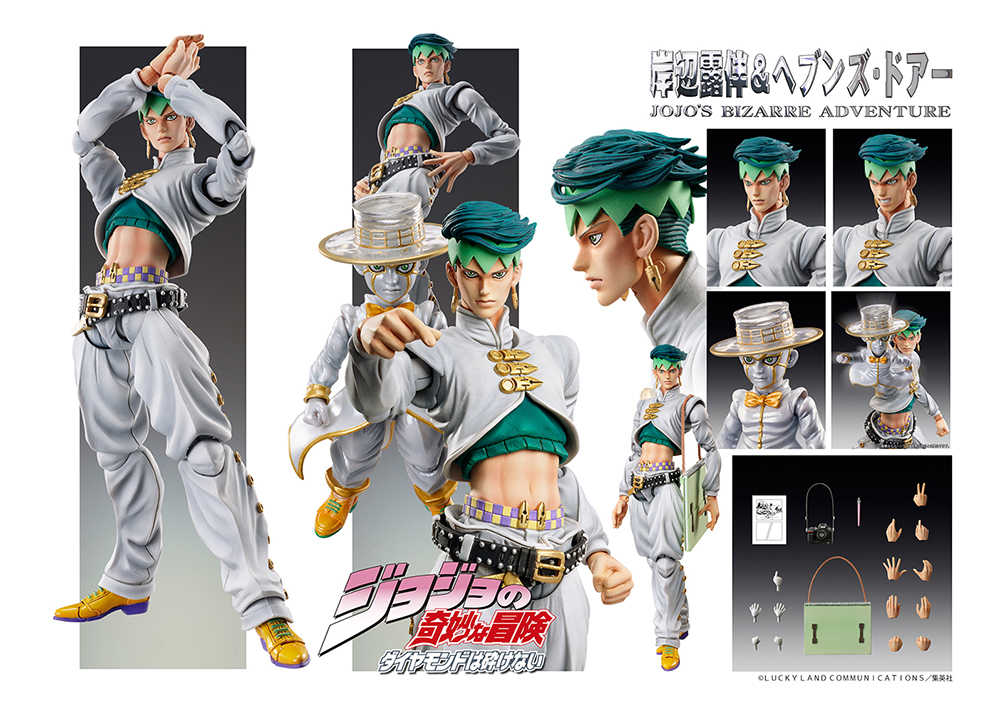 岸辺露伴&ヘブンズ・ドアー
JOJO'S BIZARRE ADVENTURE
ジョジョの
奇妙な冒険
ダイヤモンドは砕けない
©LUCKY LAND COMMUNICATIONS/集英社